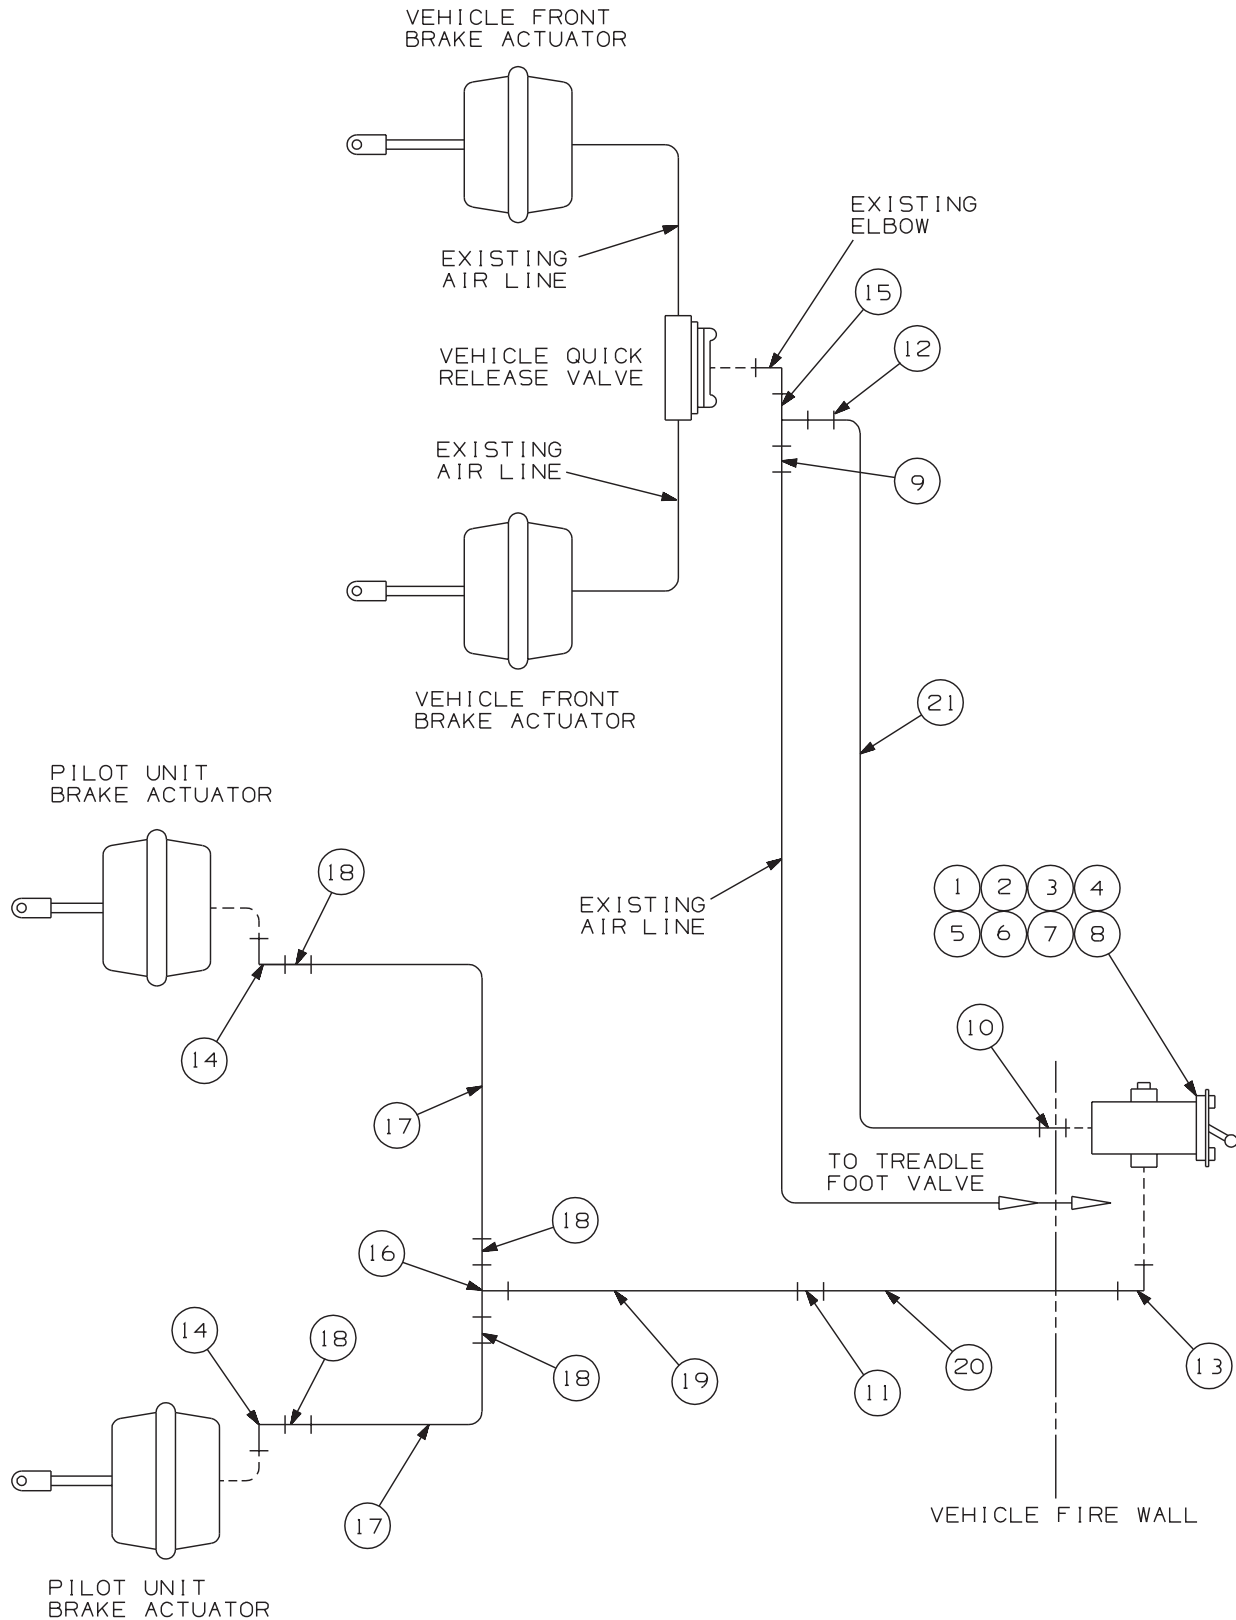 VEHICLE FRONT
BRAKE ACTUATOR
EXISTING
ELBOW
EXISTING
AIR LINE
15
12
VEHICLE QUICK
RELEASE VALVE
EXISTING
AIR LINE
9
VEHICLE FRONT
BRAKE ACTUATOR
21
PILOT UNIT
BRAKE ACTUATOR
18
1 2 3 4
5 6 7 8
EXISTING
AIR LINE
10
14
17
TO TREADLE
FOOT VALVE
18
16
14
18
18
19
11
20
13
17
VEHICLE FIRE WALL
PILOT UNIT
BRAKE ACTUATOR